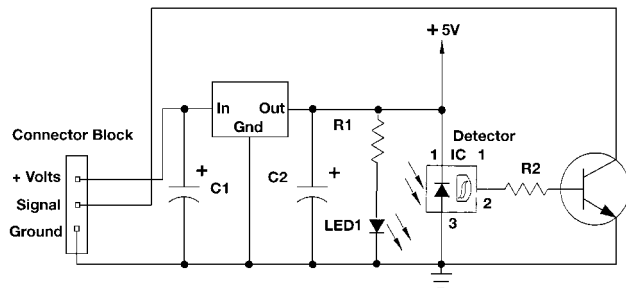 + 5V
In Out
Gnd
R1
Detector
1 IC 1
R2
Connector Block
+ Volts
Signal
Ground
+
C1
C2
+
2
3
LED1